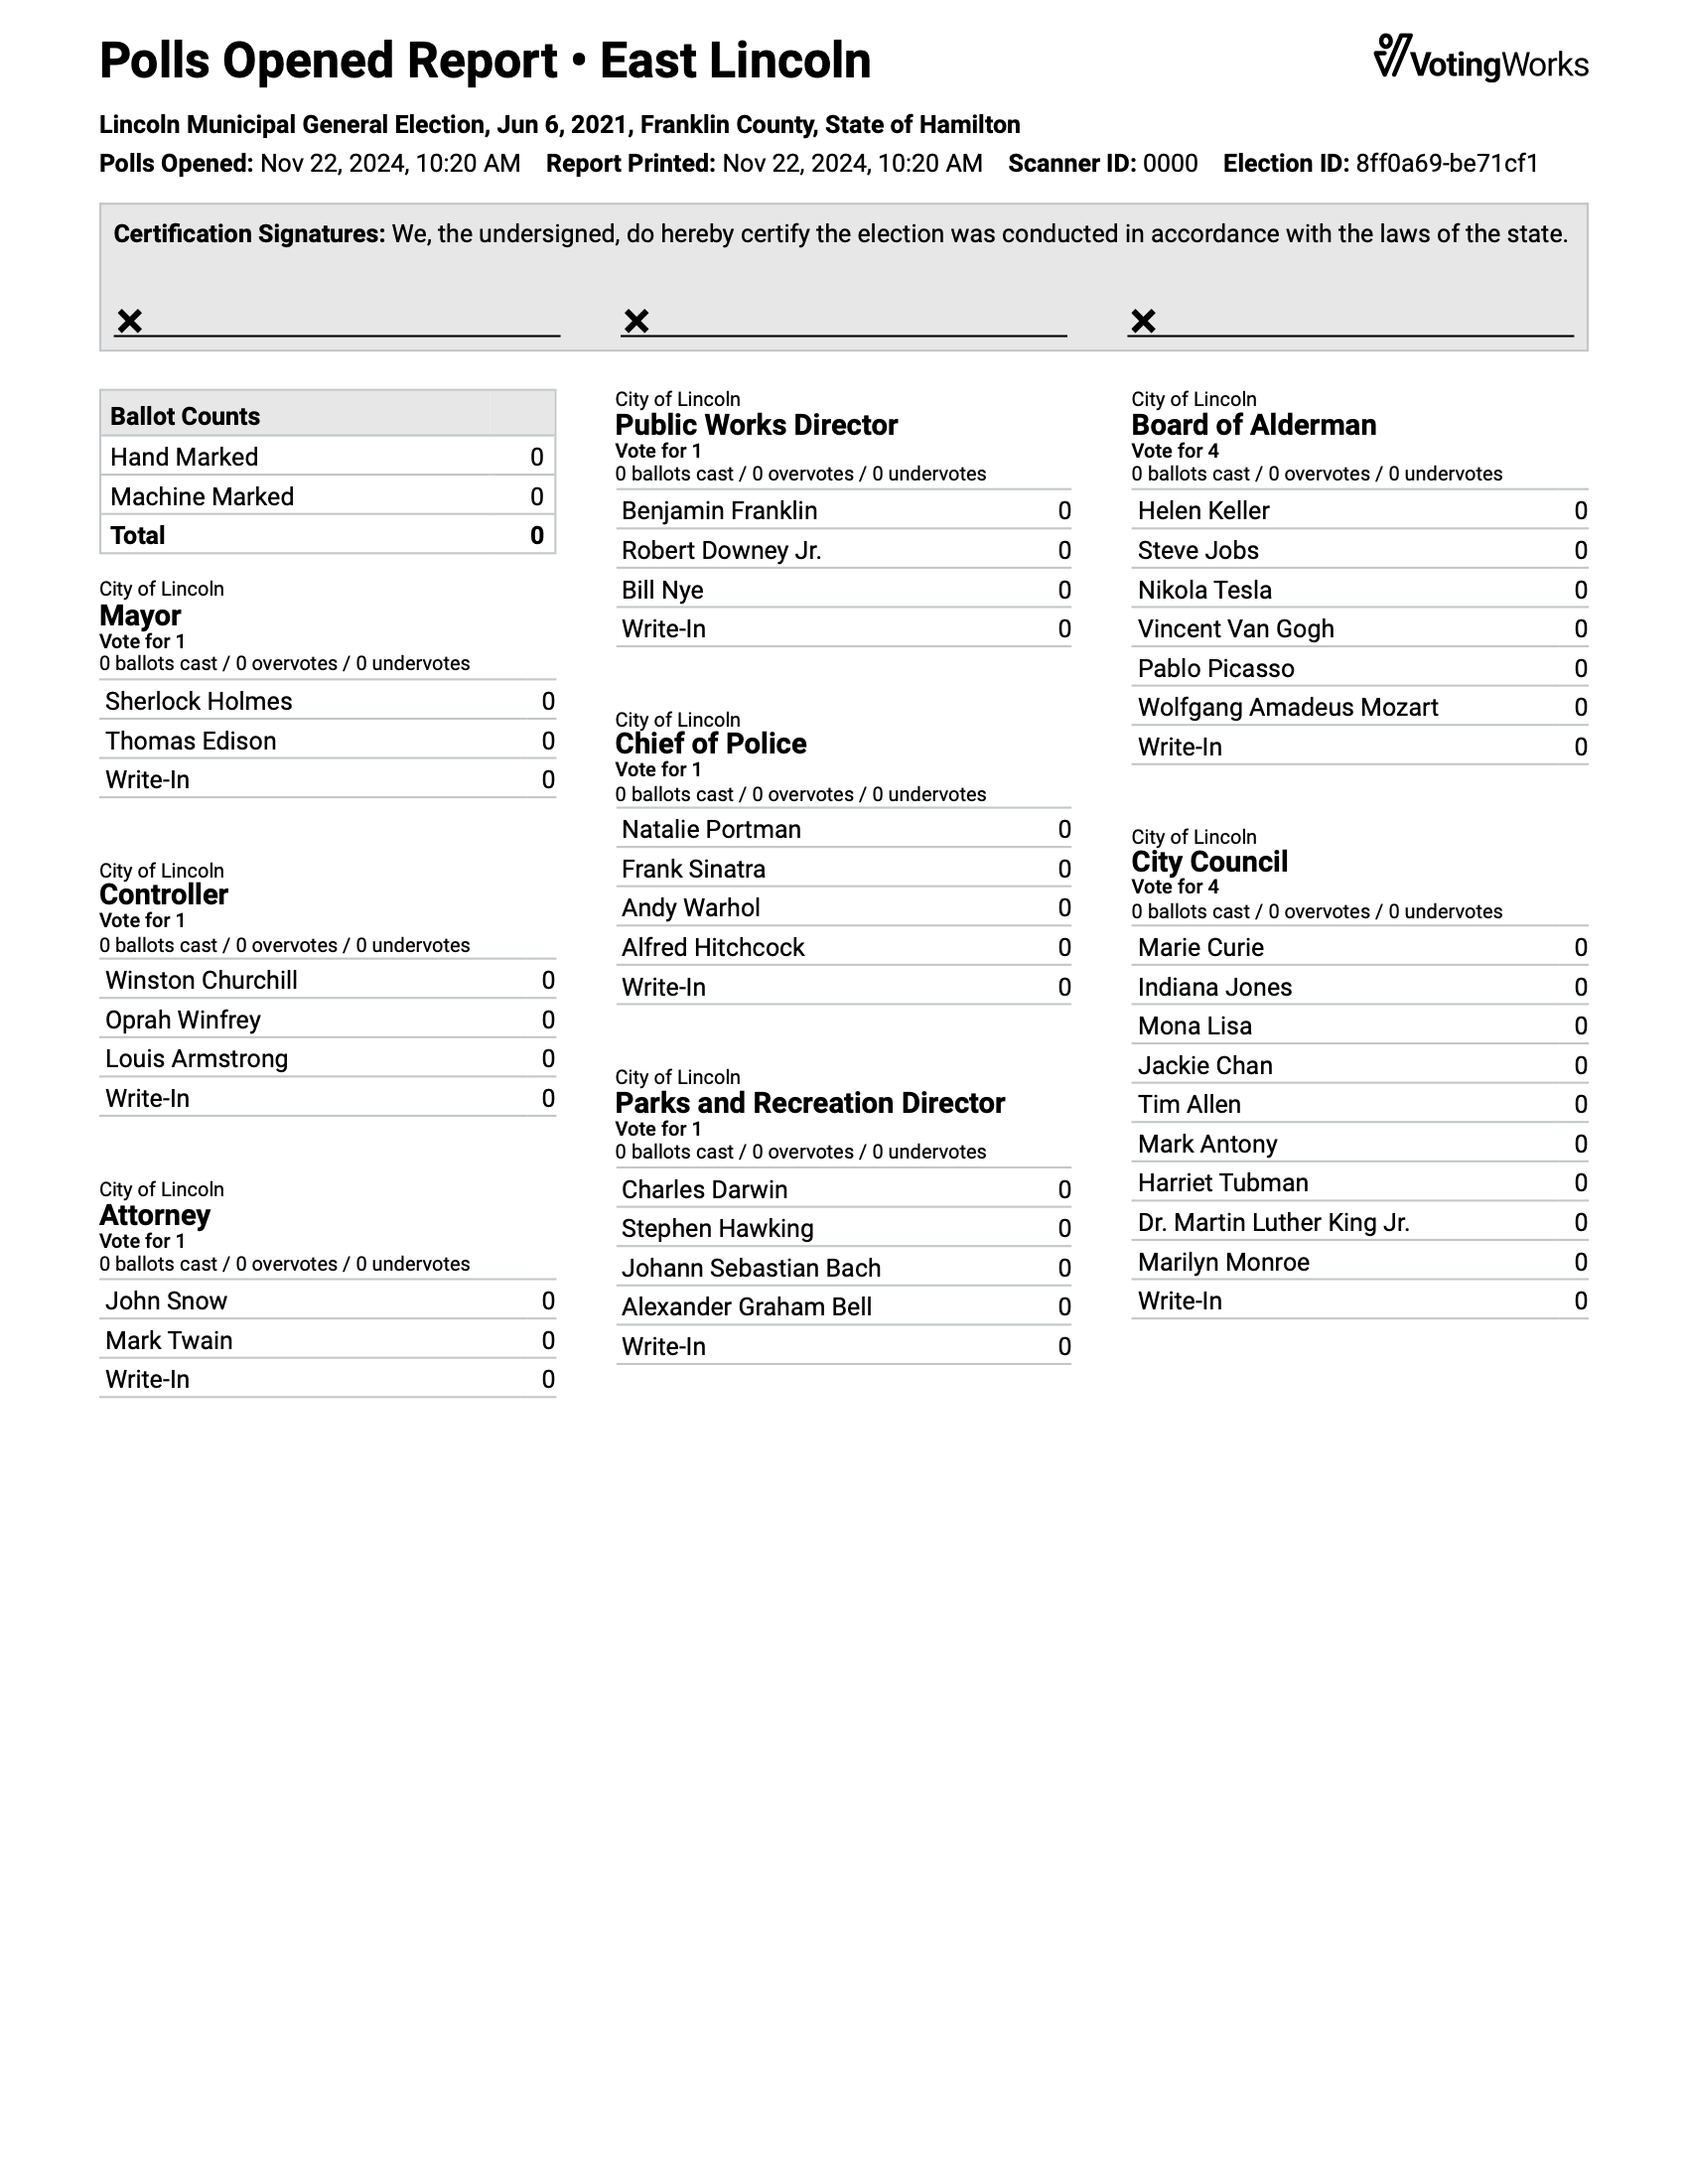 Polls Opened Report • East Lincoln
VotingWorks
Lincoln Municipal General Election, Jun 6, 2021, Franklin County, State of Hamilton
Polls Opened: Nov 22, 2024, 10:20 AM Report Printed: Nov 22, 2024, 10:20 AM Scanner ID: 0000 Election ID: 8ff0a69-be71cf1
Certification Signatures: We, the undersigned, do hereby certify the election was conducted in accordance with the laws of the state.
Ballot Counts
Hand Marked 0
Machine Marked 0
Total 0
City of Lincoln
Mayor
Vote for 1
0 ballots cast / 0 overvotes / 0 undervotes
Sherlock Holmes 0
Thomas Edison 0
Write-In 0
City of Lincoln
Controller
Vote for 1
0 ballots cast / 0 overvotes / 0 undervotes
Winston Churchill 0
Oprah Winfrey 0
Louis Armstrong 0
Write-In 0
City of Lincoln
Attorney
Vote for 1
0 ballots cast / 0 overvotes / 0 undervotes
John Snow 0
Mark Twain 0
Write-In 0
City of Lincoln
Public Works Director
Vote for 1
0 ballots cast / 0 overvotes / 0 undervotes
Benjamin Franklin 0
Robert Downey Jr. 0
Bill Nye 0
Write-In 0
City of Lincoln
Chief of Police
Vote for 1
0 ballots cast / 0 overvotes / 0 undervotes
Natalie Portman 0
Frank Sinatra 0
Andy Warhol 0
Alfred Hitchcock 0
Write-In 0
City of Lincoln
Parks and Recreation Director
Vote for 1
0 ballots cast / 0 overvotes / 0 undervotes
Charles Darwin 0
Stephen Hawking 0
Johann Sebastian Bach 0
Alexander Graham Bell 0
Write-In 0
City of Lincoln
Board of Alderman
Vote for 4
0 ballots cast / 0 overvotes / 0 undervotes
Helen Keller 0
Steve Jobs 0
Nikola Tesla 0
Vincent Van Gogh 0
Pablo Picasso 0
Wolfgang Amadeus Mozart 0
Write-In 0
City of Lincoln
City Council
Vote for 4
0 ballots cast / 0 overvotes / 0 undervotes
Marie Curie 0
Indiana Jones 0
Mona Lisa 0
Jackie Chan 0
Tim Allen 0
Mark Antony 0
Harriet Tubman 0
Dr. Martin Luther King Jr. 0
Marilyn Monroe 0
Write-In 0